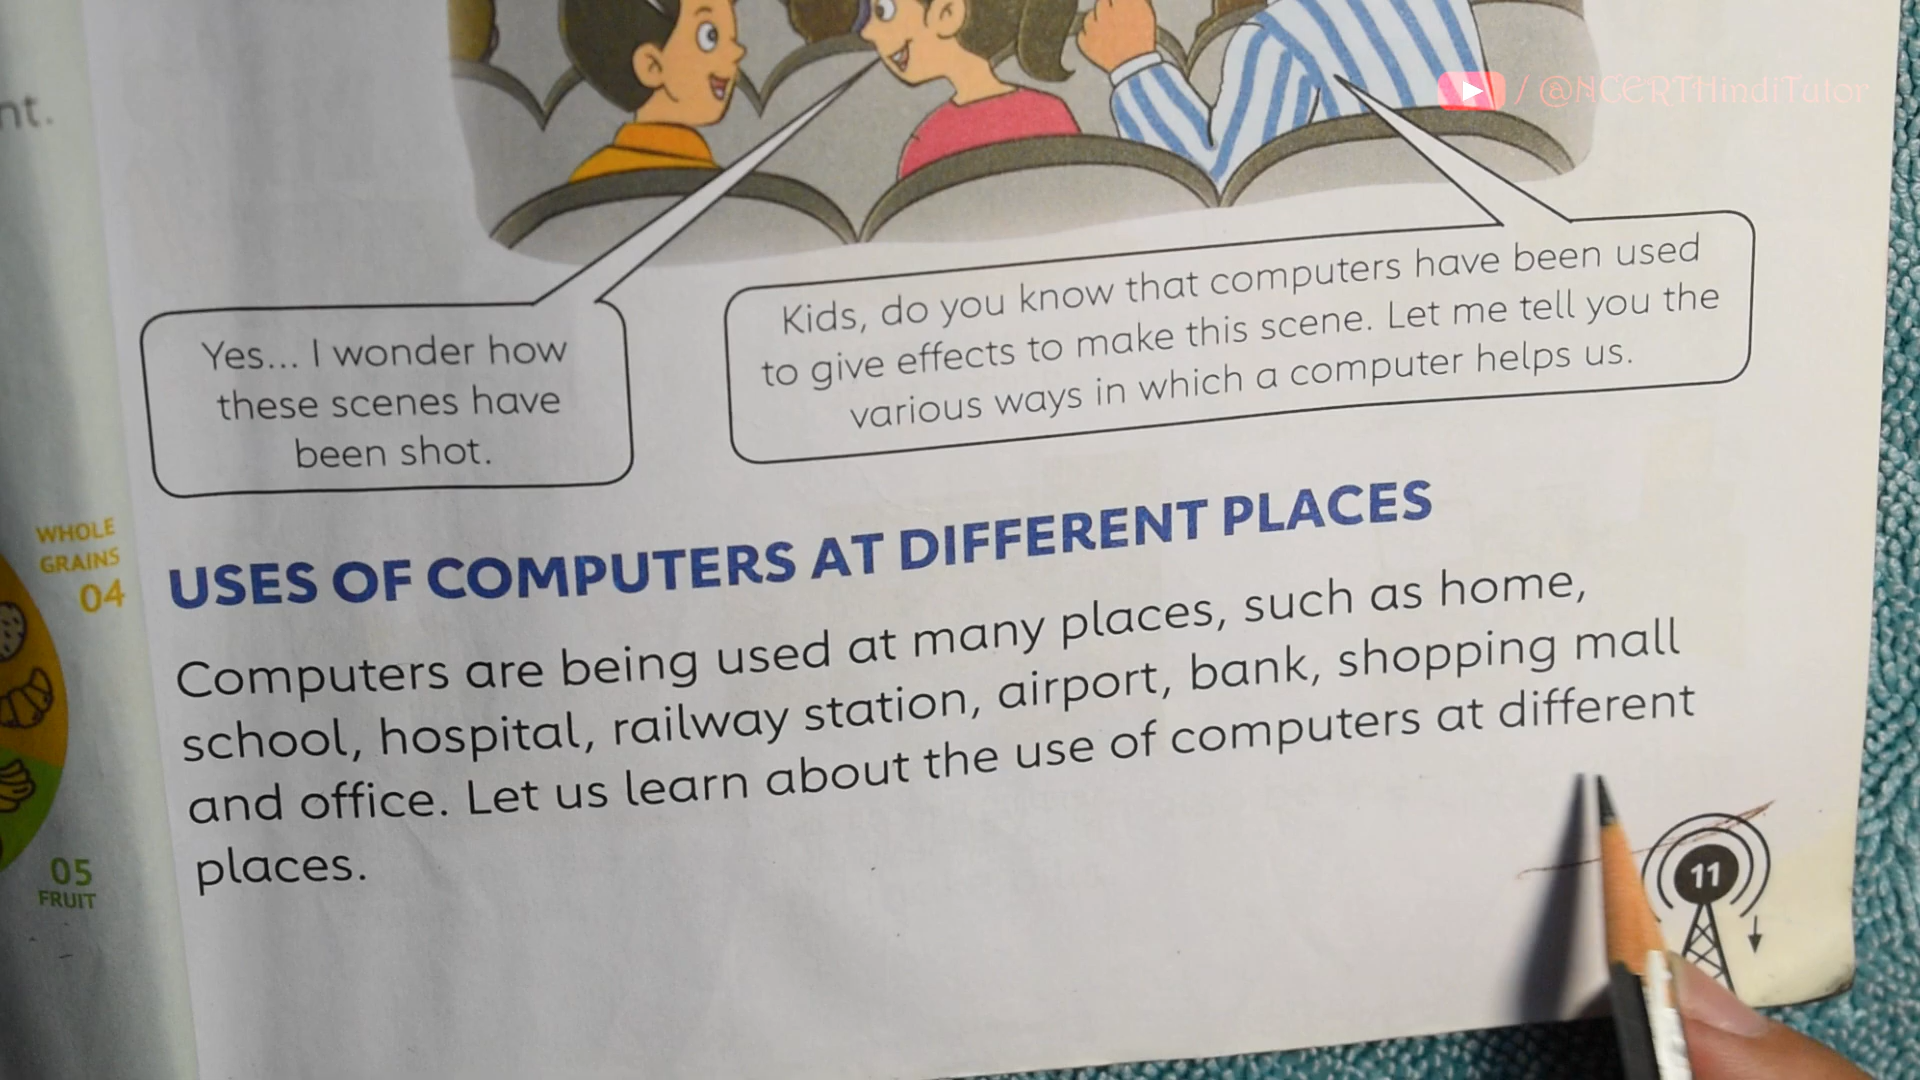 nt.
/ @NCERTHindiTutor
Yes... I wonder how
these scenes have
been shot.
Kids, do you know that computers have been used
to give effects to make this scene. Let me tell you the
various ways in which a computer helps us.
WHOLE
GRAINS
04
05
FRUIT
USES OF COMPUTERS AT DIFFERENT PLACES
Computers are being used at many places, such as home,
school, hospital, railway station, airport, bank, shopping mall
and office. Let us learn about the use of computers at different
places.
11